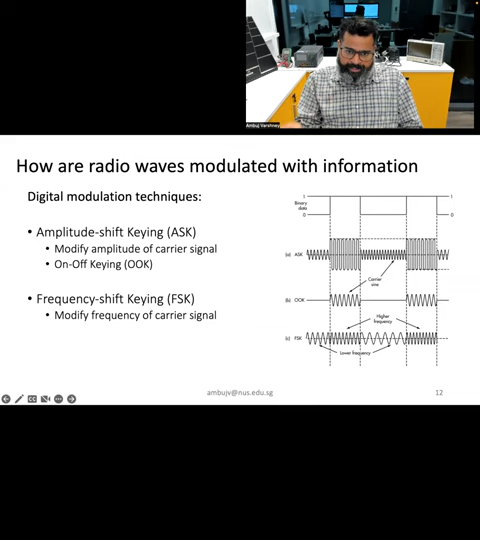 Ambuj Varshney
How are radio waves modulated with information
Digital modulation techniques:
• Amplitude-shift Keying (ASK)
• Modify amplitude of carrier signal
• On-Off Keying (OOK)
• Frequency-shift Keying (FSK)
• Modify frequency of carrier signal
1
Binary
data
0
1
0
(a) ASK
Carrier
sine
(b) OOK
Higher
frequency
(c) FSK
Lower frequency
ambujv@nus.edu.sg
12